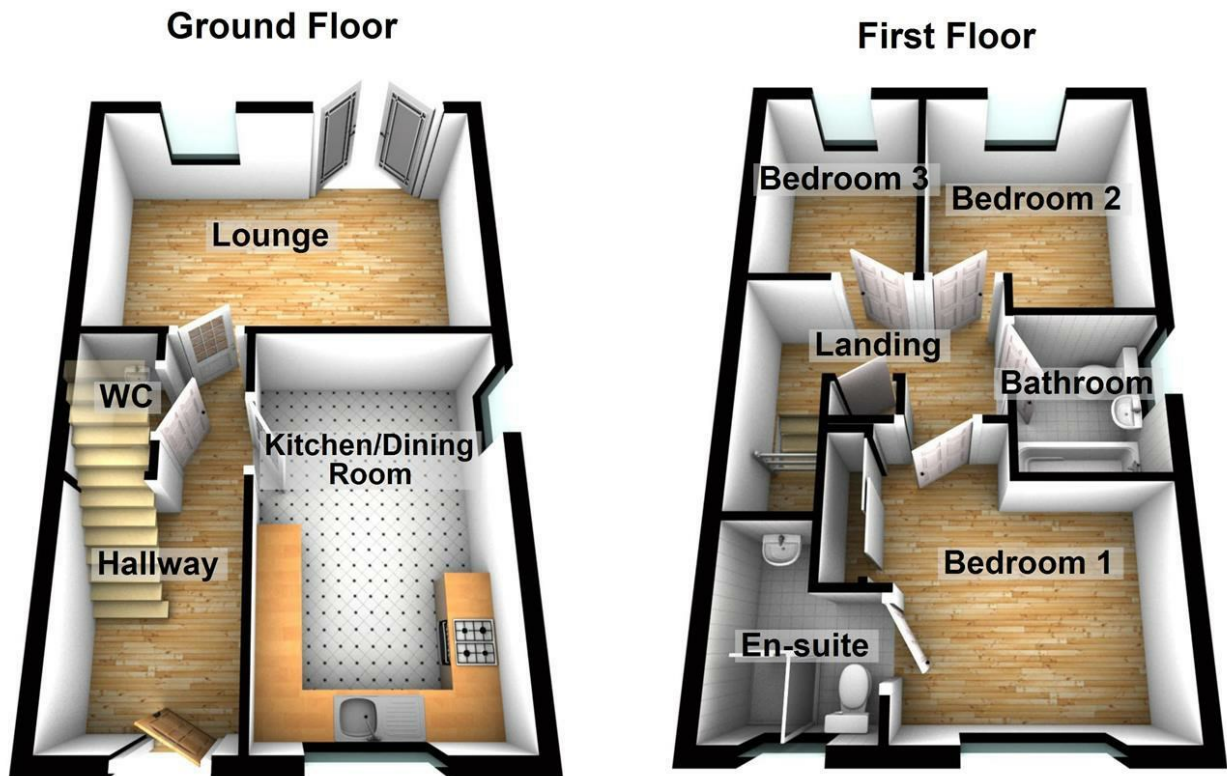 Ground Floor
Lounge
WC
Kitchen/Dining
Room
Hallway
First Floor
Bedroom 3
Bedroom 2
Landing
Bathroom
Bedroom 1
En-suite